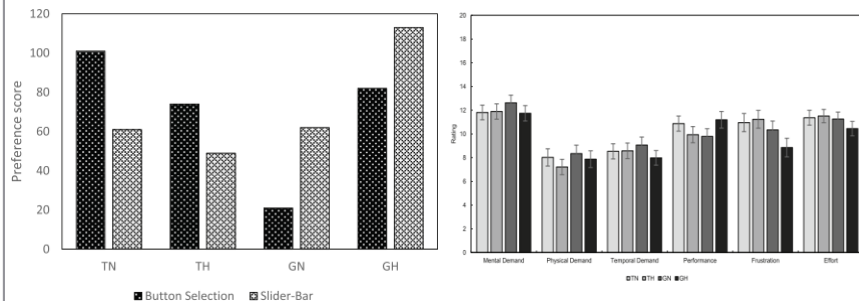 120
100
80
60
40
20
0
Preference score
TN
TH
GN
GH
Button Selection
Slider-Bar
20
18
16
14
12
10
8
6
4
2
0
Rating
Mental Demand
Physical Demand
Temporal Demand
Performance
Frustration
Effort
TN
TH
GN
GH